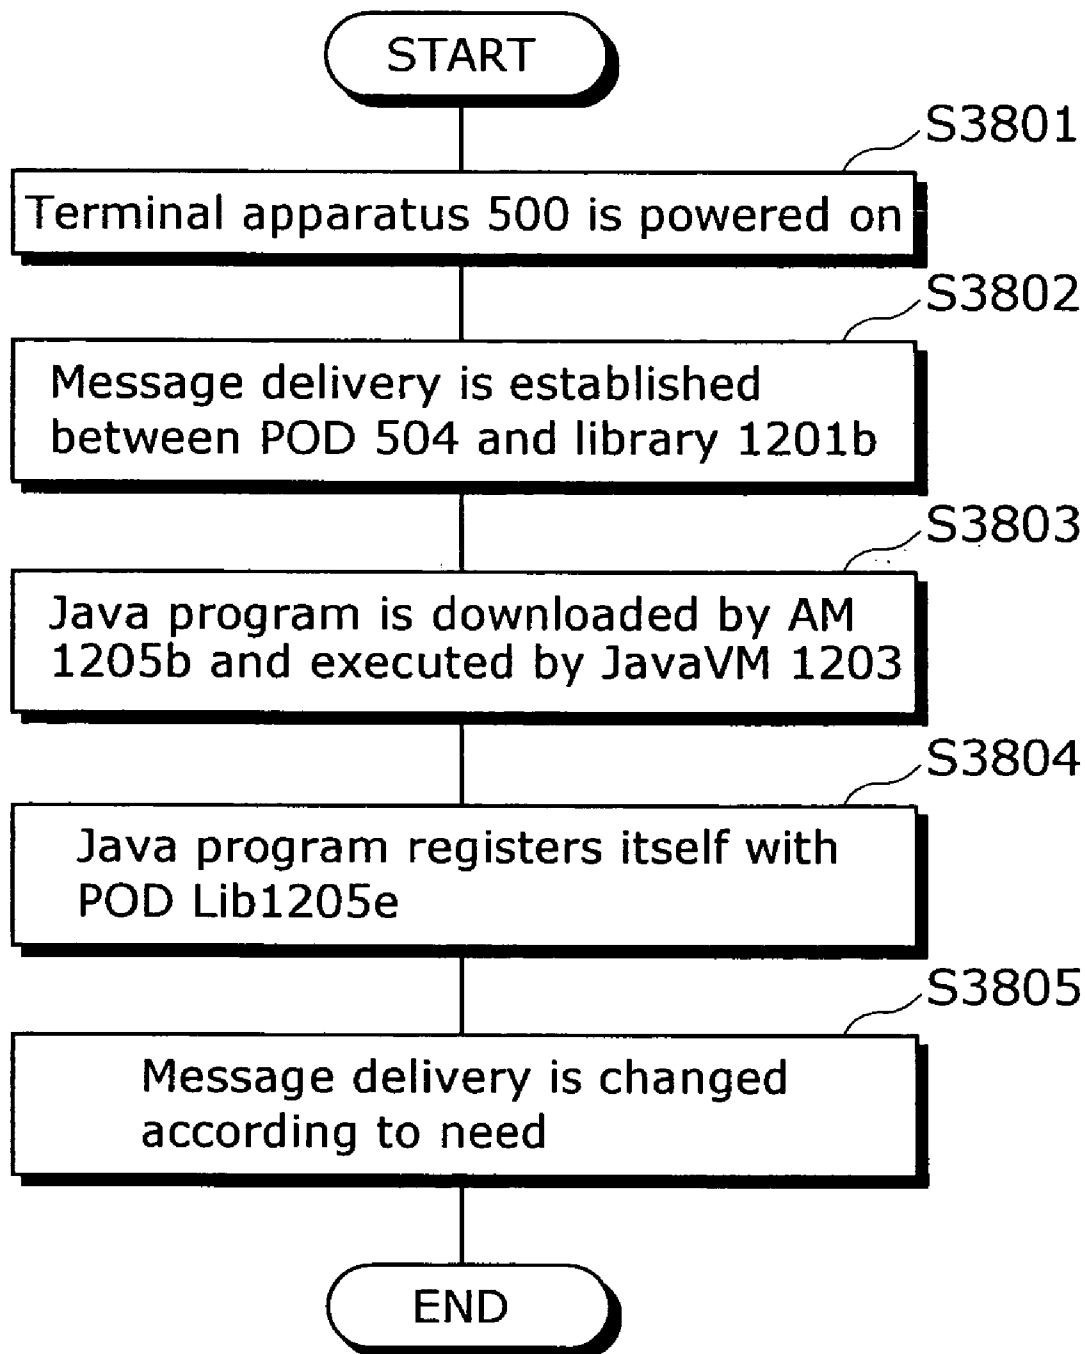 START
S3801
Terminal apparatus 500 is powered on
S3802
Message delivery is established
between POD 504 and library 1201b
S3803
Java program is downloaded by AM
1205b and executed by JavaVM 1203
S3804
Java program registers itself with
POD Lib1205e
S3805
Message delivery is changed
according to need
END